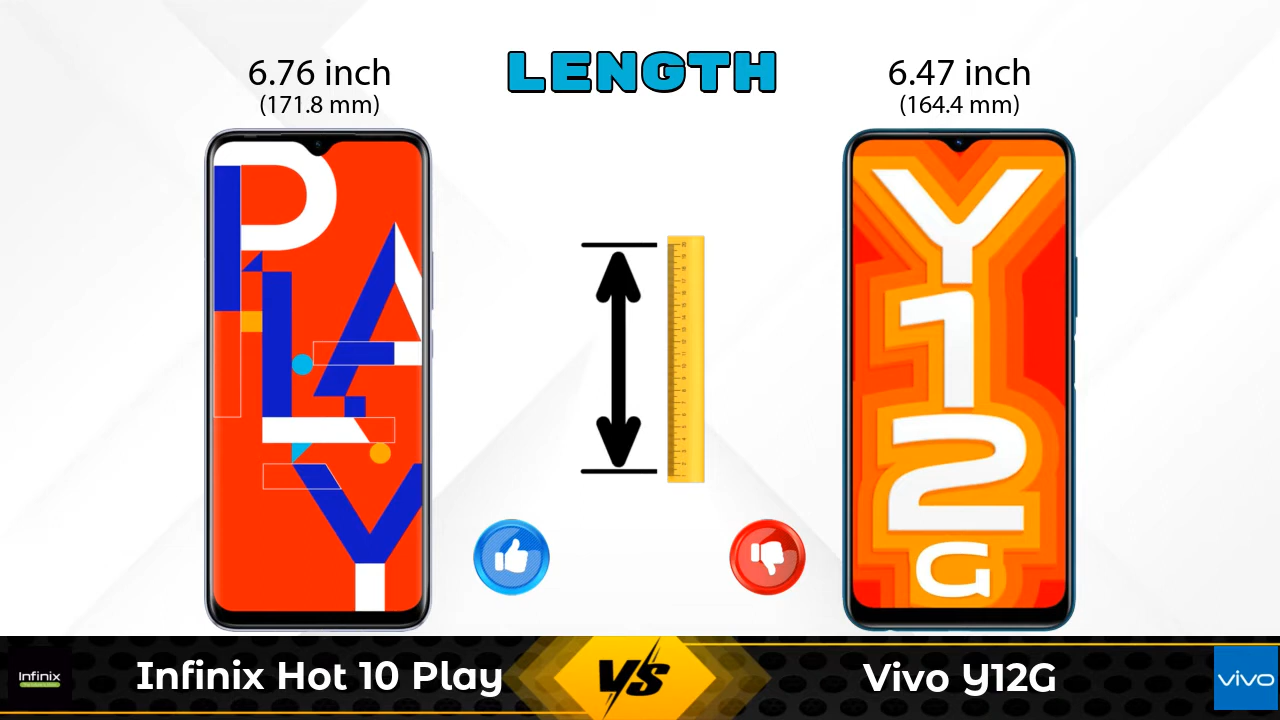 LENGTH
6.76 inch
(171.8 mm)
6.47 inch
(164.4 mm)
PLAY
Y12G
Infinix
Infinix Hot 10 Play
VS
Vivo Y12G
vivo